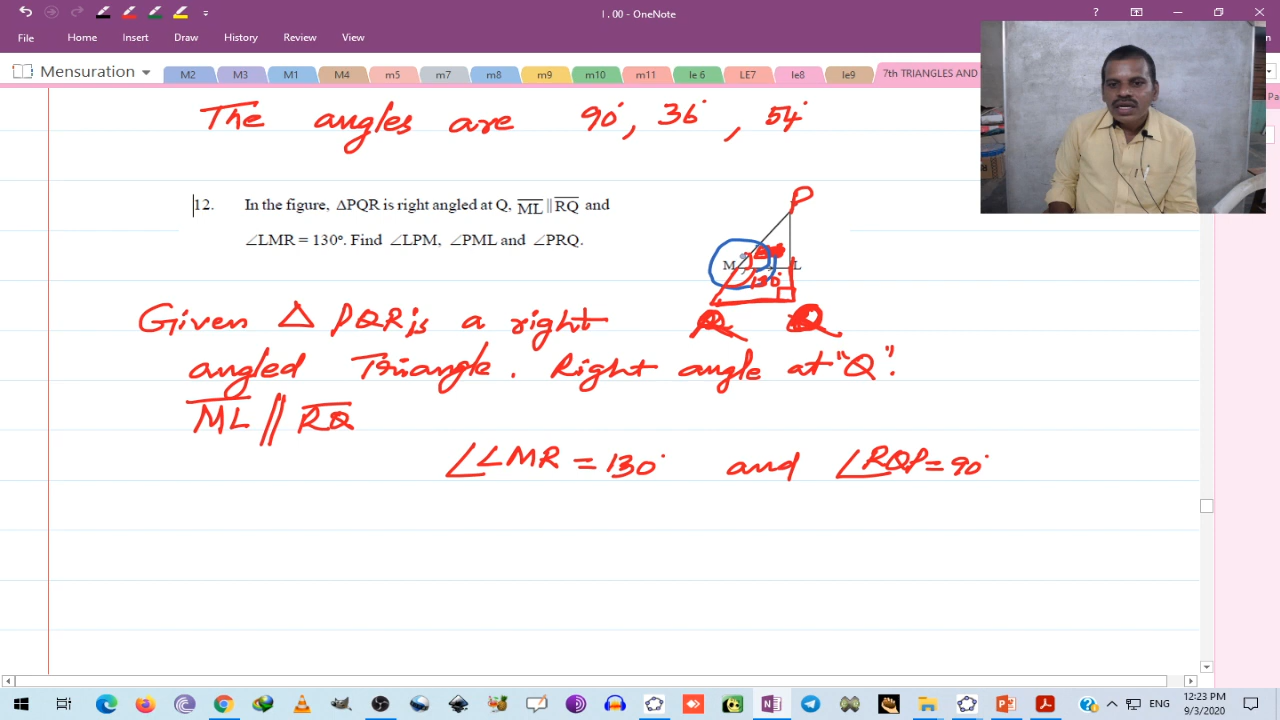 1.00 - OneNote
File Home Insert Draw History Review View
Mensuration M2 M3 M1 M4 m5 m7 m8 m9 m10 m11 le 6 LE7 le8 le9 7th TRIANGLES AND
Pa
The angles are 90°, 36°, 54°
12. In the figure, ΔPQR is right angled at Q, ML || RQ and
∠LMR = 130°. Find ∠LPM, ∠PML and ∠PRQ.
P
M L
130°
Given Δ PQR is a right
angled Triangle. Right angle at "Q".
ML || RQ
∠LMR = 130° and ∠RQP = 90°
ENG
12:23 PM
9/3/2020